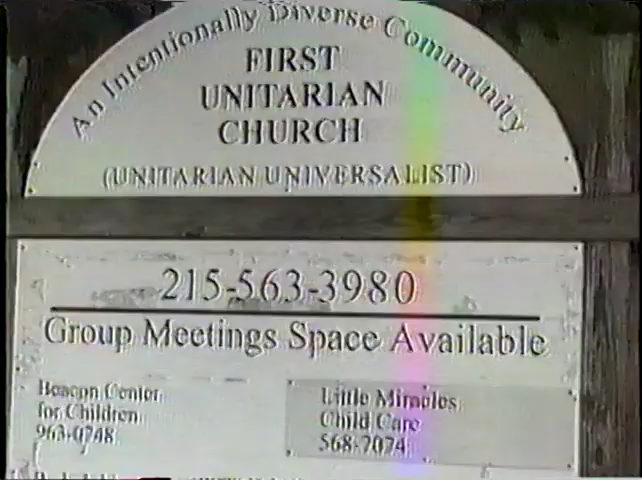 An Intentionally Diverse Community
FIRST
UNITARIAN
CHURCH
(UNITARIAN UNIVERSALIST)
215-563-3980
Group Meetings Space Available
Beacon Center
for Children
963-0748
Little Miracles
Child Care
568-7074